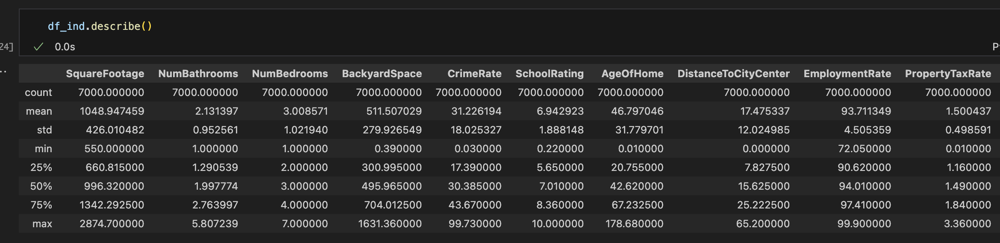 df_ind.describe()
24]
0.0s
SquareFootage NumBathrooms NumBedrooms BackyardSpace CrimeRate SchoolRating AgeOfHome DistanceToCityCenter EmploymentRate PropertyTaxRate
count 7000.000000 7000.000000 7000.000000 7000.000000 7000.000000 7000.000000 7000.000000 7000.000000 7000.000000 7000.000000
mean 1048.947459 2.131397 3.008571 511.507029 31.226194 6.942923 46.797046 17.475337 93.711349 1.500437
std 426.010482 0.952561 1.021940 279.926549 18.025327 1.888148 31.779701 12.024985 4.505359 0.498591
min 550.000000 1.000000 1.000000 0.390000 0.030000 0.220000 0.010000 0.000000 72.050000 0.010000
25% 660.815000 1.290539 2.000000 300.995000 17.390000 5.650000 20.755000 7.827500 90.620000 1.160000
50% 996.320000 1.997774 3.000000 495.965000 30.385000 7.010000 42.620000 15.625000 94.010000 1.490000
75% 1342.292500 2.763997 4.000000 704.012500 43.670000 8.360000 67.232500 25.222500 97.410000 1.840000
max 2874.700000 5.807239 7.000000 1631.360000 99.730000 10.000000 178.680000 65.200000 99.900000 3.360000